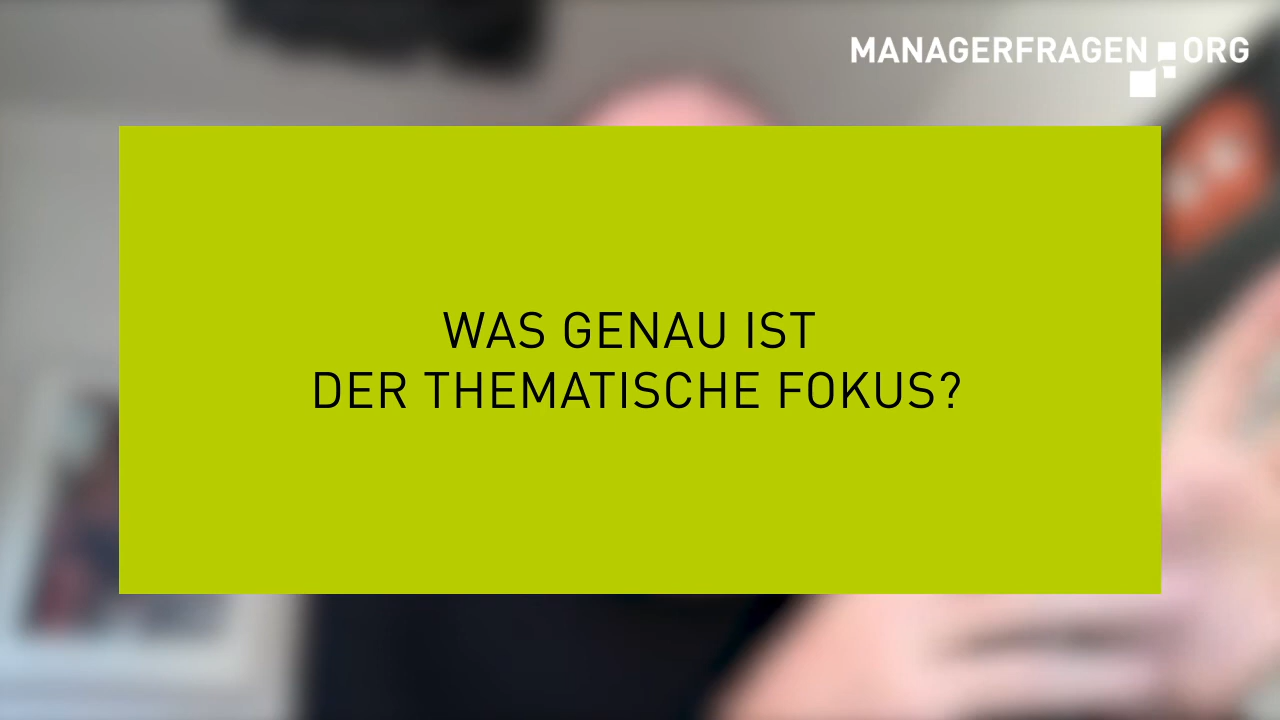 MANAGERFRAGEN.ORG
WAS GENAU IST
DER THEMATISCHE FOKUS?